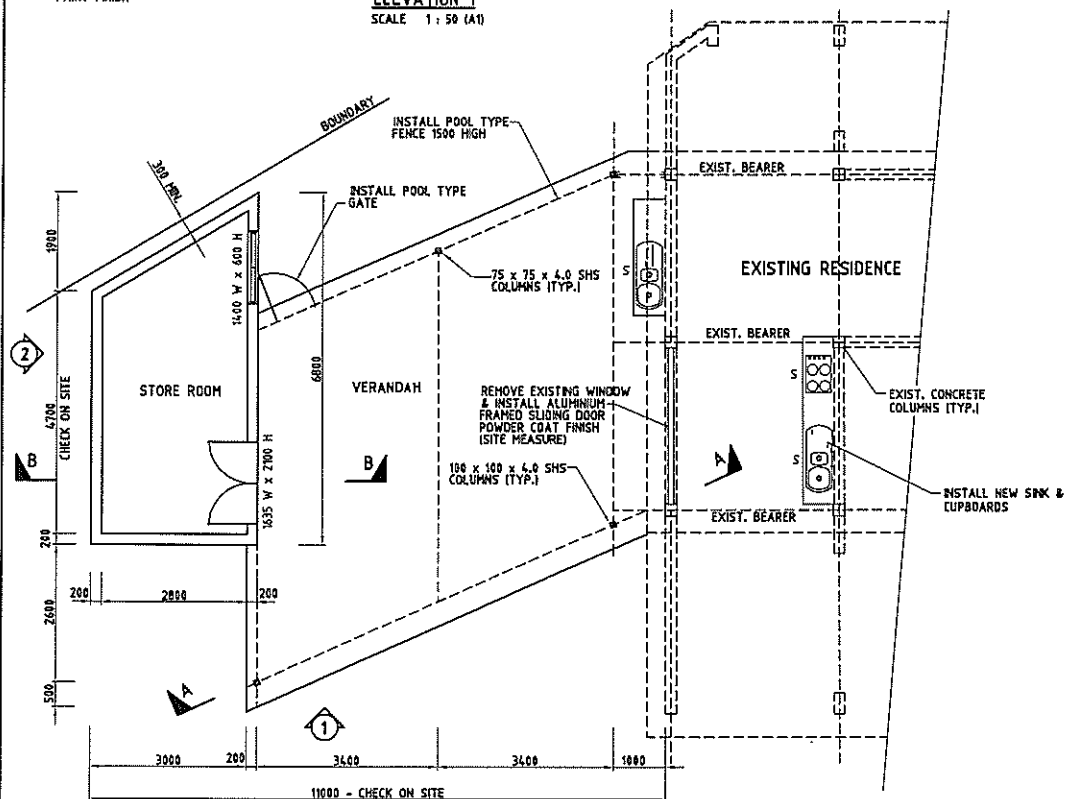 ELEVATION 1
SCALE 1 : 50 (A1)
BOUNDARY
INSTALL POOL TYPE
FENCE 1500 HIGH
300 MIN.
INSTALL POOL TYPE
GATE
EXIST. BEARER
1900
1400 W x 600 H
75 x 75 x 4.0 SHS
COLUMNS (TYP.)
S
EXISTING RESIDENCE
2
EXIST. BEARER
STORE ROOM
6800
VERANDAH
REMOVE EXISTING WINDOW
& INSTALL ALUMINIUM
FRAMED SLIDING DOOR
POWDER COAT FINISH
(SITE MEASURE)
S
EXIST. CONCRETE
COLUMNS (TYP.)
4700
CHECK ON SITE
B
B
1635 W x 2100 H
100 x 100 x 4.0 SHS
COLUMNS (TYP.)
A
S
INSTALL NEW SINK &
CUPBOARDS
EXIST. BEARER
200
200
2800
200
2600
500
A
1
3000
200
3400
3400
1000
11000 - CHECK ON SITE